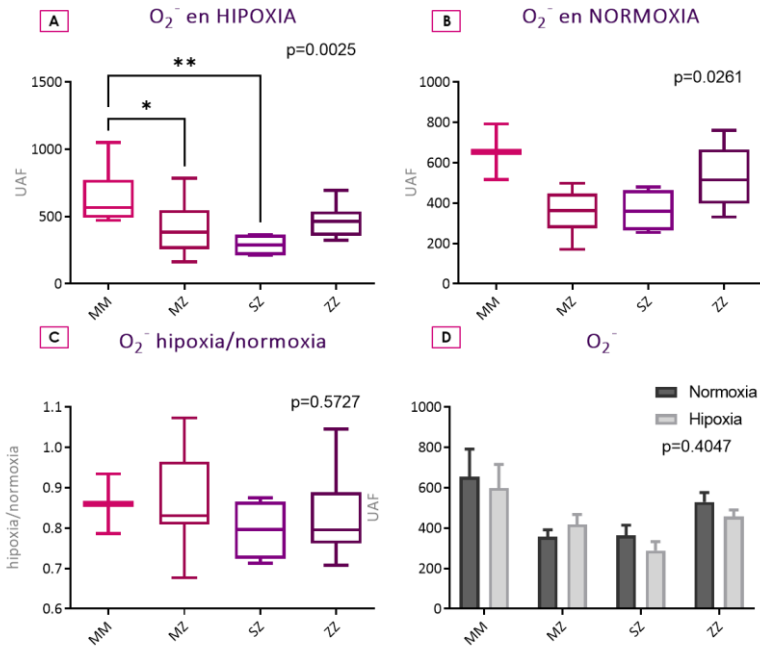 A
O₂⁻ en HIPOXIA
p=0.0025
**
*
1500
1000
500
0
UAF
MM
MZ
SZ
ZZ
B
O₂⁻ en NORMOXIA
p=0.0261
1000
800
600
400
200
0
UAF
MM
MZ
SZ
ZZ
C
O₂⁻ hipoxia/normoxia
p=0.5727
1.1
1.0
0.9
0.8
0.7
0.6
hipoxia/normoxia
MM
MZ
SZ
ZZ
D
O₂⁻
Normoxia
Hipoxia
p=0.4047
1000
800
600
400
200
0
UAF
MM
MZ
SZ
ZZ